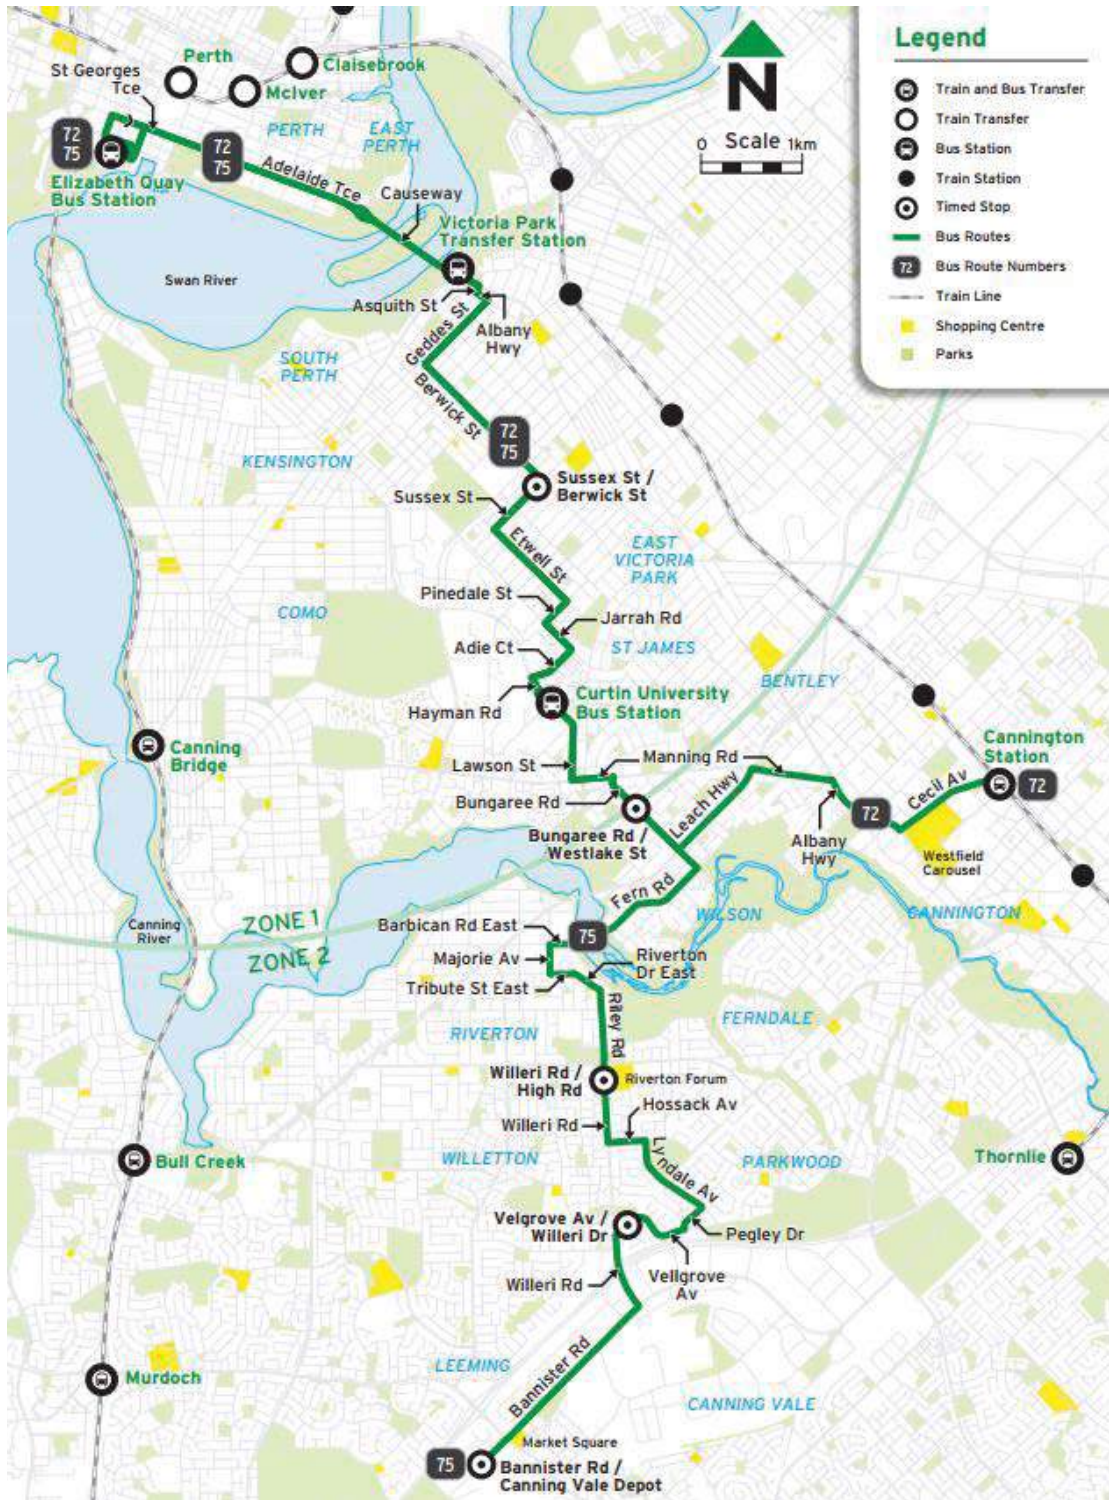 Legend
Train and Bus Transfer
Train Transfer
Bus Station
Train Station
Timed Stop
Bus Routes
72
Bus Route Numbers
Train Line
Shopping Centre
Parks
N
0 Scale 1km
Perth
Claisebrook
McIver
St Georges
Tce
PERTH
EAST
PERTH
72
75
72
75
Elizabeth Quay
Bus Station
Adelaide Tce
Causeway
Victoria Park
Transfer Station
Swan River
Asquith St
Albany
Hwy
Geddes St
SOUTH
PERTH
Berwick St
72
75
KENSINGTON
Sussex St /
Berwick St
Sussex St
Etwell St
EAST
VICTORIA
PARK
Pinedale St
COMO
Jarrah Rd
Adie Ct
ST JAMES
BENTLEY
Hayman Rd
Curtin University
Bus Station
Canning
Bridge
Cannington
Station
Lawson St
Manning Rd
Cecil Av
72
Bungaree Rd
Leach Hwy
72
Bungaree Rd /
Westlake St
Albany
Hwy
Westfield
Carousel
Fern Rd
WILSON
CANNINGTON
Canning
River
ZONE 1
ZONE 2
Barbican Rd East
75
Majorie Av
Riverton
Dr East
Tribute St East
Riley Rd
RIVERTON
FERNDALE
Willeri Rd /
High Rd
Riverton Forum
Hossack Av
Willeri Rd
Bull Creek
WILLETTON
Lyndale Av
PARKWOOD
Thornlie
Velgrove Av /
Willeri Dr
Pegley Dr
Willeri Rd
Vellgrove
Av
Murdoch
LEEMING
Bannister Rd
CANNING VALE
Market Square
75
Bannister Rd /
Canning Vale Depot